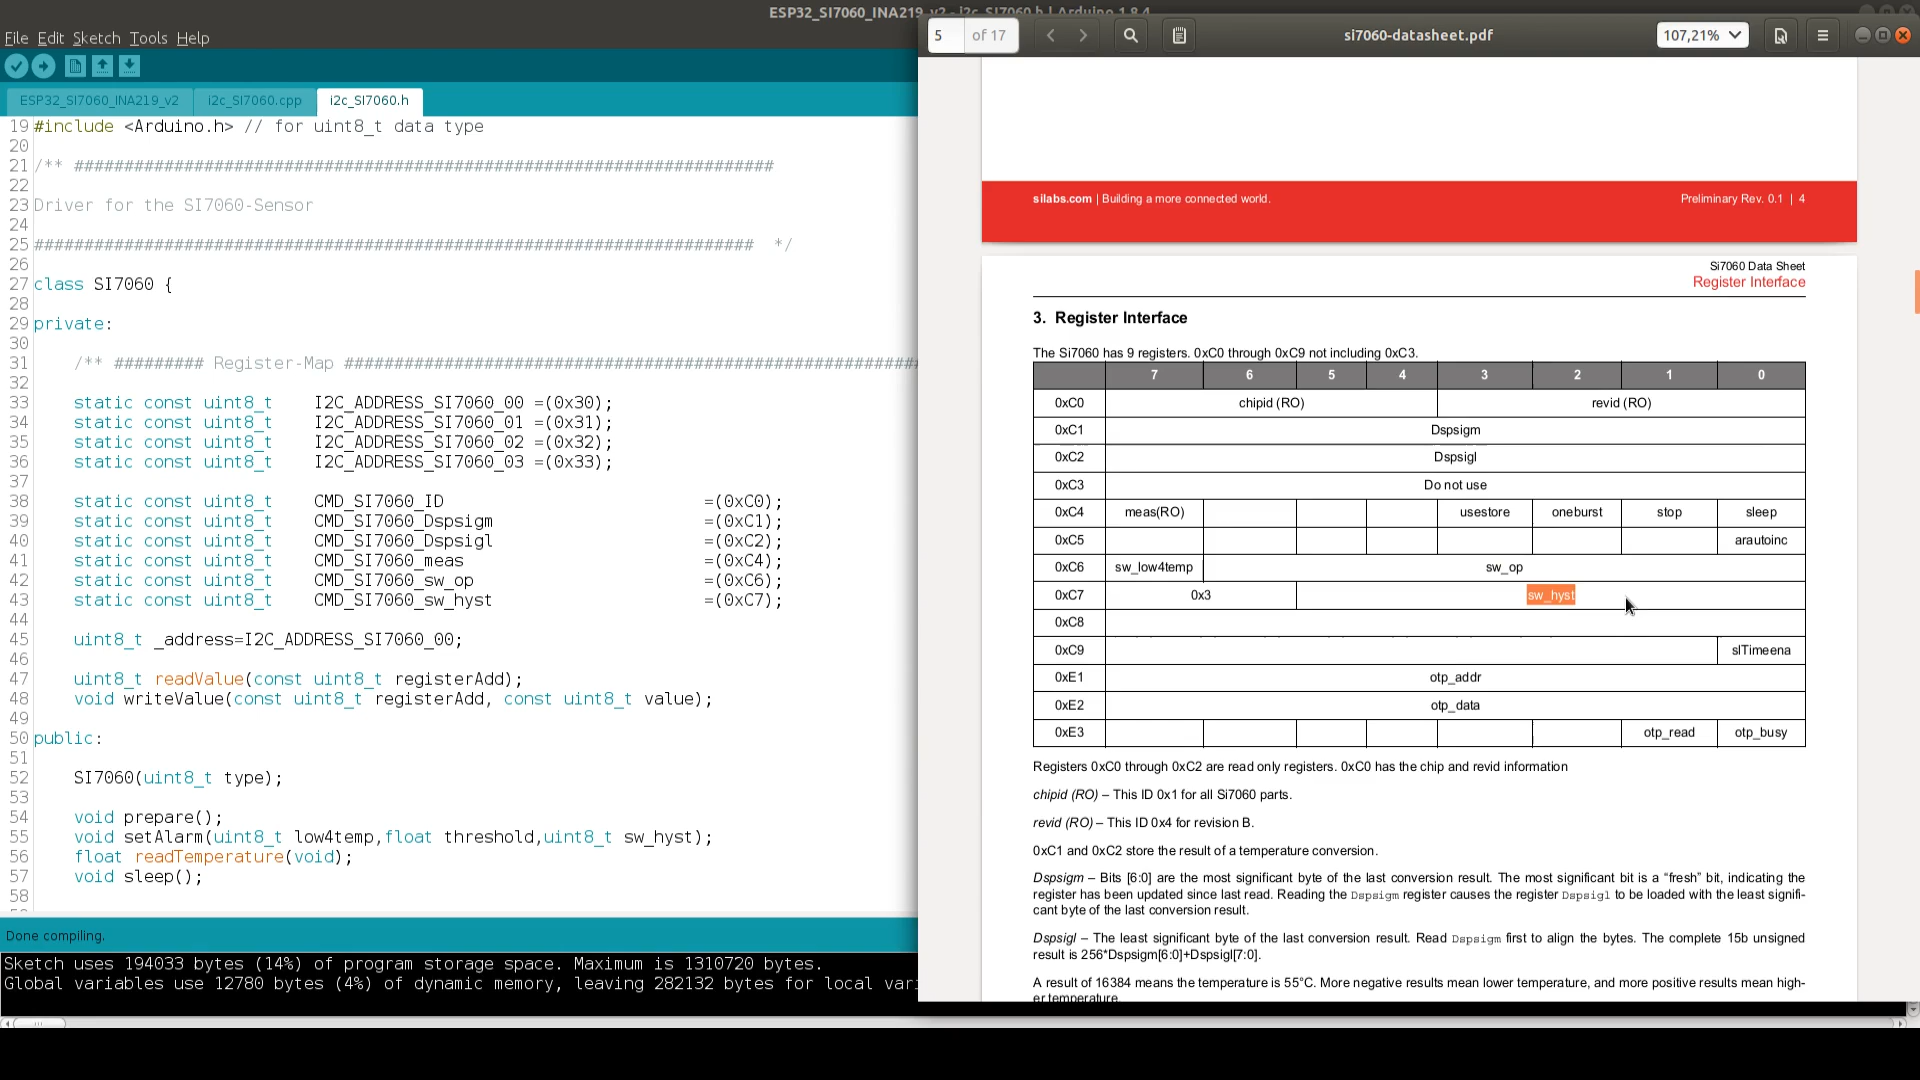 ESP32_SI7060_INA219_v2 - i2c_SI7060.h | Arduino 1.8.4
File Edit Sketch Tools Help
ESP32_SI7060_INA219_v2 i2c_SI7060.cpp i2c_SI7060.h
19 #include <Arduino.h> // for uint8_t data type
20
21 /** ######################################################################
22
23 Driver for the SI7060-Sensor
24
25 ######################################################################## */
26
27 class SI7060 {
28
29 private:
30
31 /** ######### Register-Map ##########################################################
32
33 static const uint8_t I2C_ADDRESS_SI7060_00 =(0x30);
34 static const uint8_t I2C_ADDRESS_SI7060_01 =(0x31);
35 static const uint8_t I2C_ADDRESS_SI7060_02 =(0x32);
36 static const uint8_t I2C_ADDRESS_SI7060_03 =(0x33);
37
38 static const uint8_t CMD_SI7060_ID =(0xC0);
39 static const uint8_t CMD_SI7060_Dspsigm =(0xC1);
40 static const uint8_t CMD_SI7060_Dspsigl =(0xC2);
41 static const uint8_t CMD_SI7060_meas =(0xC4);
42 static const uint8_t CMD_SI7060_sw_op =(0xC6);
43 static const uint8_t CMD_SI7060_sw_hyst =(0xC7);
44
45 uint8_t _address=I2C_ADDRESS_SI7060_00;
46
47 uint8_t readValue(const uint8_t registerAdd);
48 void writeValue(const uint8_t registerAdd, const uint8_t value);
49
50 public:
51
52 SI7060(uint8_t type);
53
54 void prepare();
55 void setAlarm(uint8_t low4temp,float threshold,uint8_t sw_hyst);
56 float readTemperature(void);
57 void sleep();
58
Done compiling.
Sketch uses 194033 bytes (14%) of program storage space. Maximum is 1310720 bytes.
Global variables use 12780 bytes (4%) of dynamic memory, leaving 282132 bytes for local vari
5 of 17 si7060-datasheet.pdf 107,21%
silabs.com | Building a more connected world. Preliminary Rev. 0.1 | 4
Si7060 Data Sheet
Register Interface
3. Register Interface
The Si7060 has 9 registers. 0xC0 through 0xC9 not including 0xC3.
7 6 5 4 3 2 1 0
0xC0 chipid (RO) revid (RO)
0xC1 Dspsigm
0xC2 Dspsigl
0xC3 Do not use
0xC4 meas(RO) usestore oneburst stop sleep
0xC5 arautoinc
0xC6 sw_low4temp sw_op
0xC7 0x3 sw_hyst
0xC8
0xC9 slTimeena
0xE1 otp_addr
0xE2 otp_data
0xE3 otp_read otp_busy
Registers 0xC0 through 0xC2 are read only registers. 0xC0 has the chip and revid information
chipid (RO) – This ID 0x1 for all Si7060 parts.
revid (RO) – This ID 0x4 for revision B.
0xC1 and 0xC2 store the result of a temperature conversion.
Dspsigm – Bits [6:0] are the most significant byte of the last conversion result. The most significant bit is a “fresh” bit, indicating the
register has been updated since last read. Reading the Dspsigm register causes the register Dspsigl to be loaded with the least signifi-
cant byte of the last conversion result.
Dspsigl – The least significant byte of the last conversion result. Read Dspsigm first to align the bytes. The complete 15b unsigned
result is 256*Dspsigm[6:0]+Dspsigl[7:0].
A result of 16384 means the temperature is 55°C. More negative results mean lower temperature, and more positive results mean high-
er temperature.